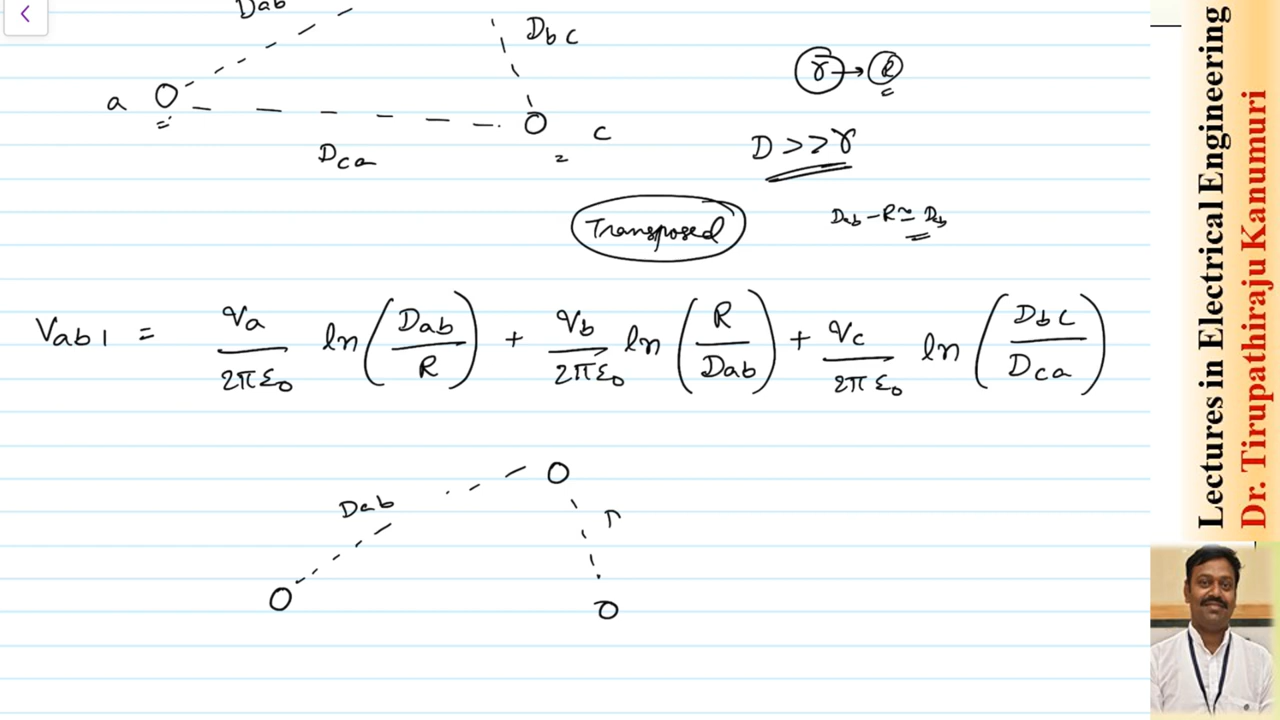 Dab
Dbc
a
Dca
c
r → R
D >> r
Transposed
Dab - R ≃ Dab
Vab1 = qa/2πε0 ln(Dab/R) + qb/2πε0 ln(R/Dab) + qc/2πε0 ln(Dbc/Dca)
Dab
Lectures in Electrical Engineering
Dr. Tirupathiraju Kanumuri